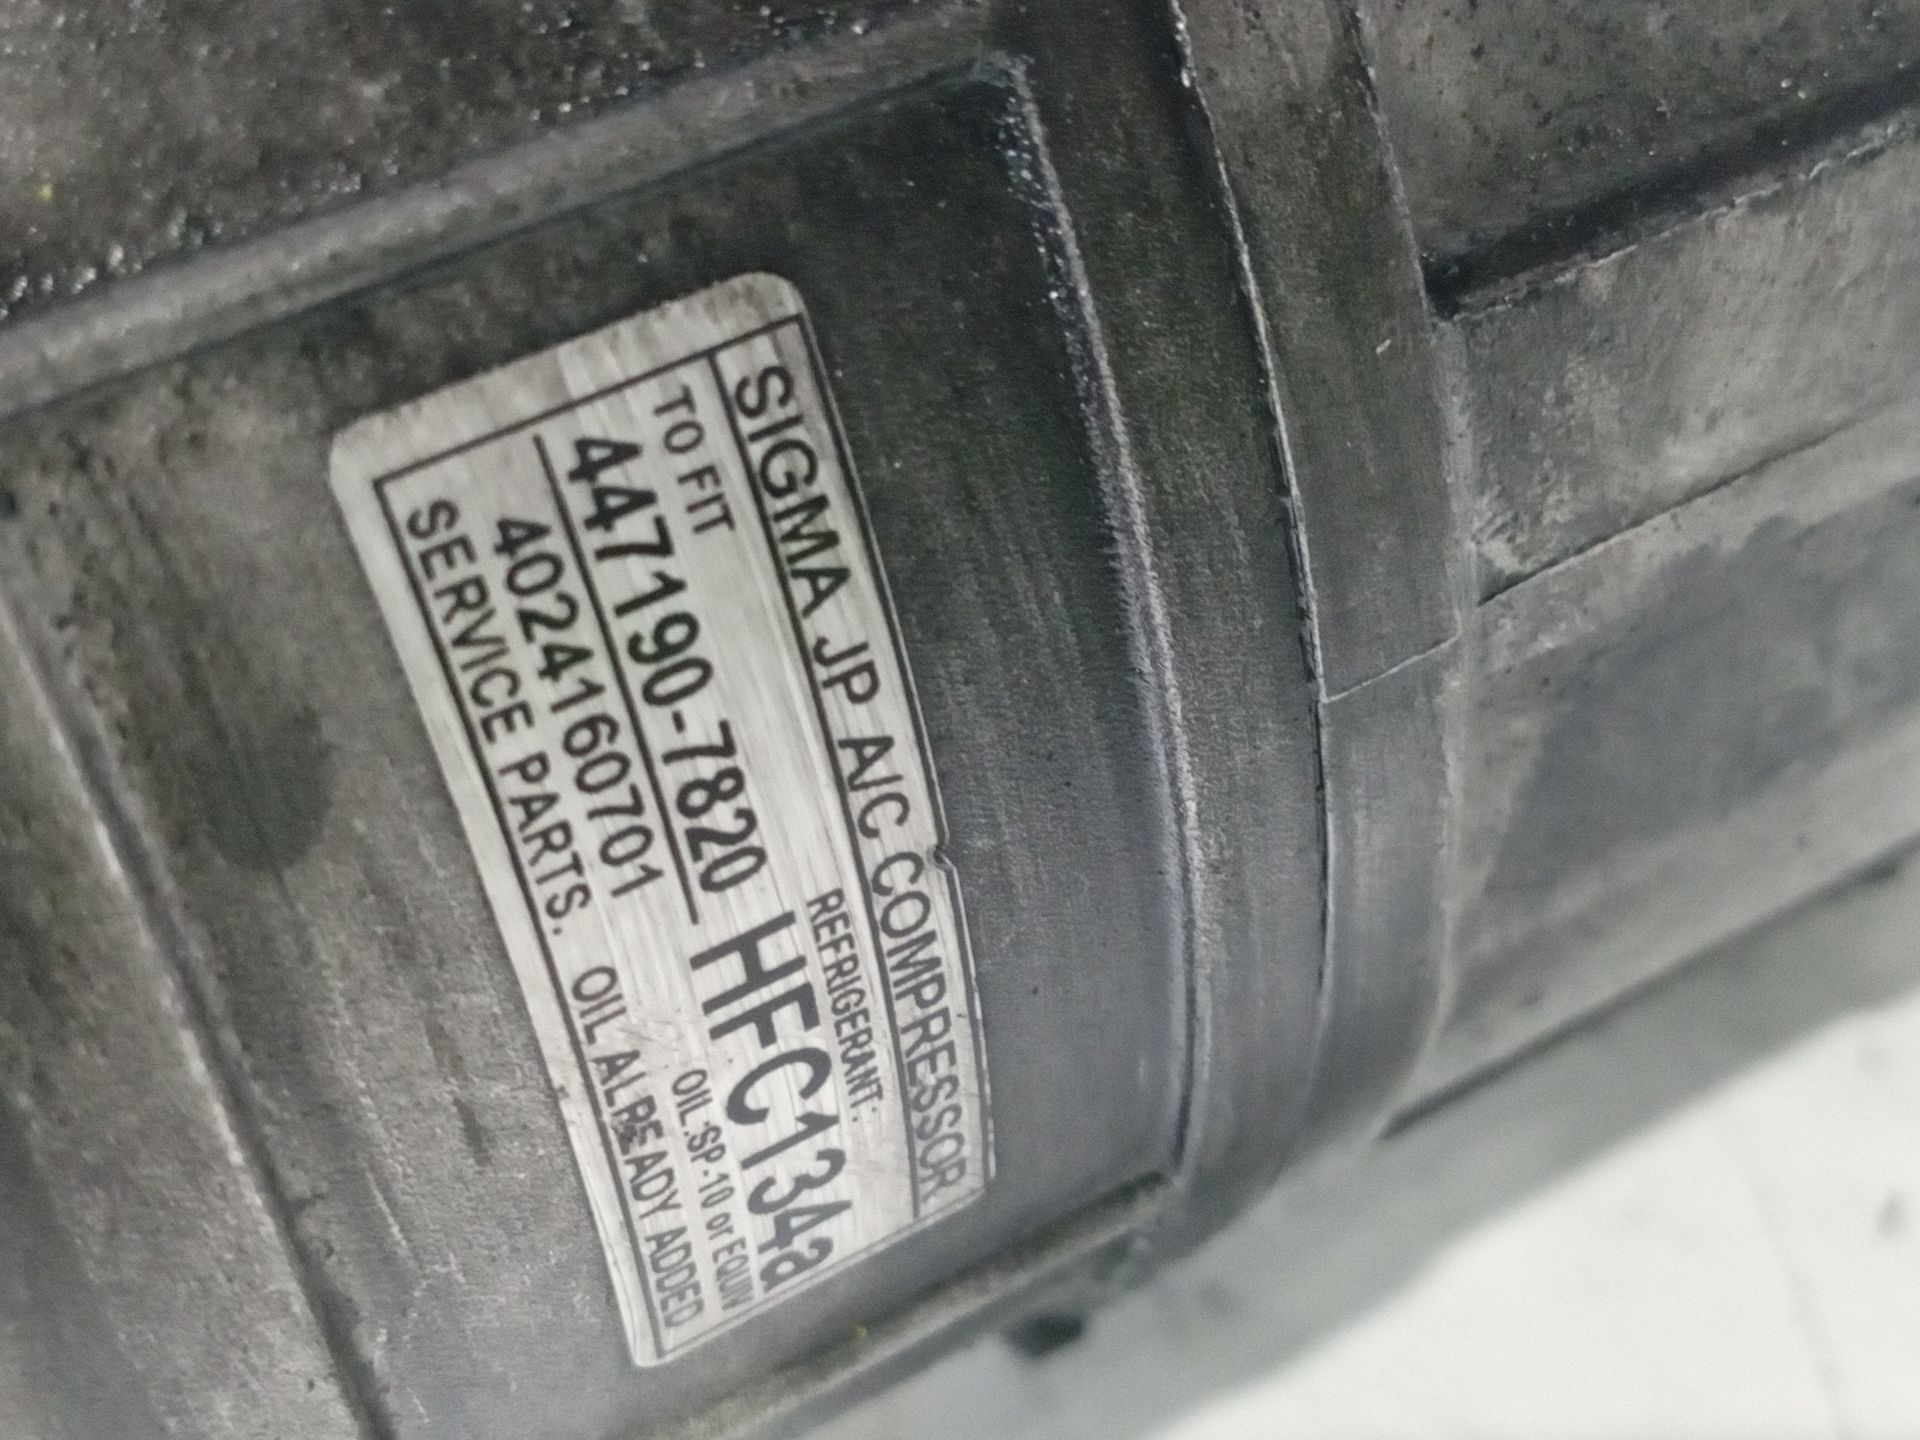 SIGMA JP A/C COMPRESSOR
TO FIT
447190-7820
REFRIGERANT:
HFC134a
4024160701
OIL:SP-10 or EQUIV
SERVICE PARTS. OIL ALREADY ADDED